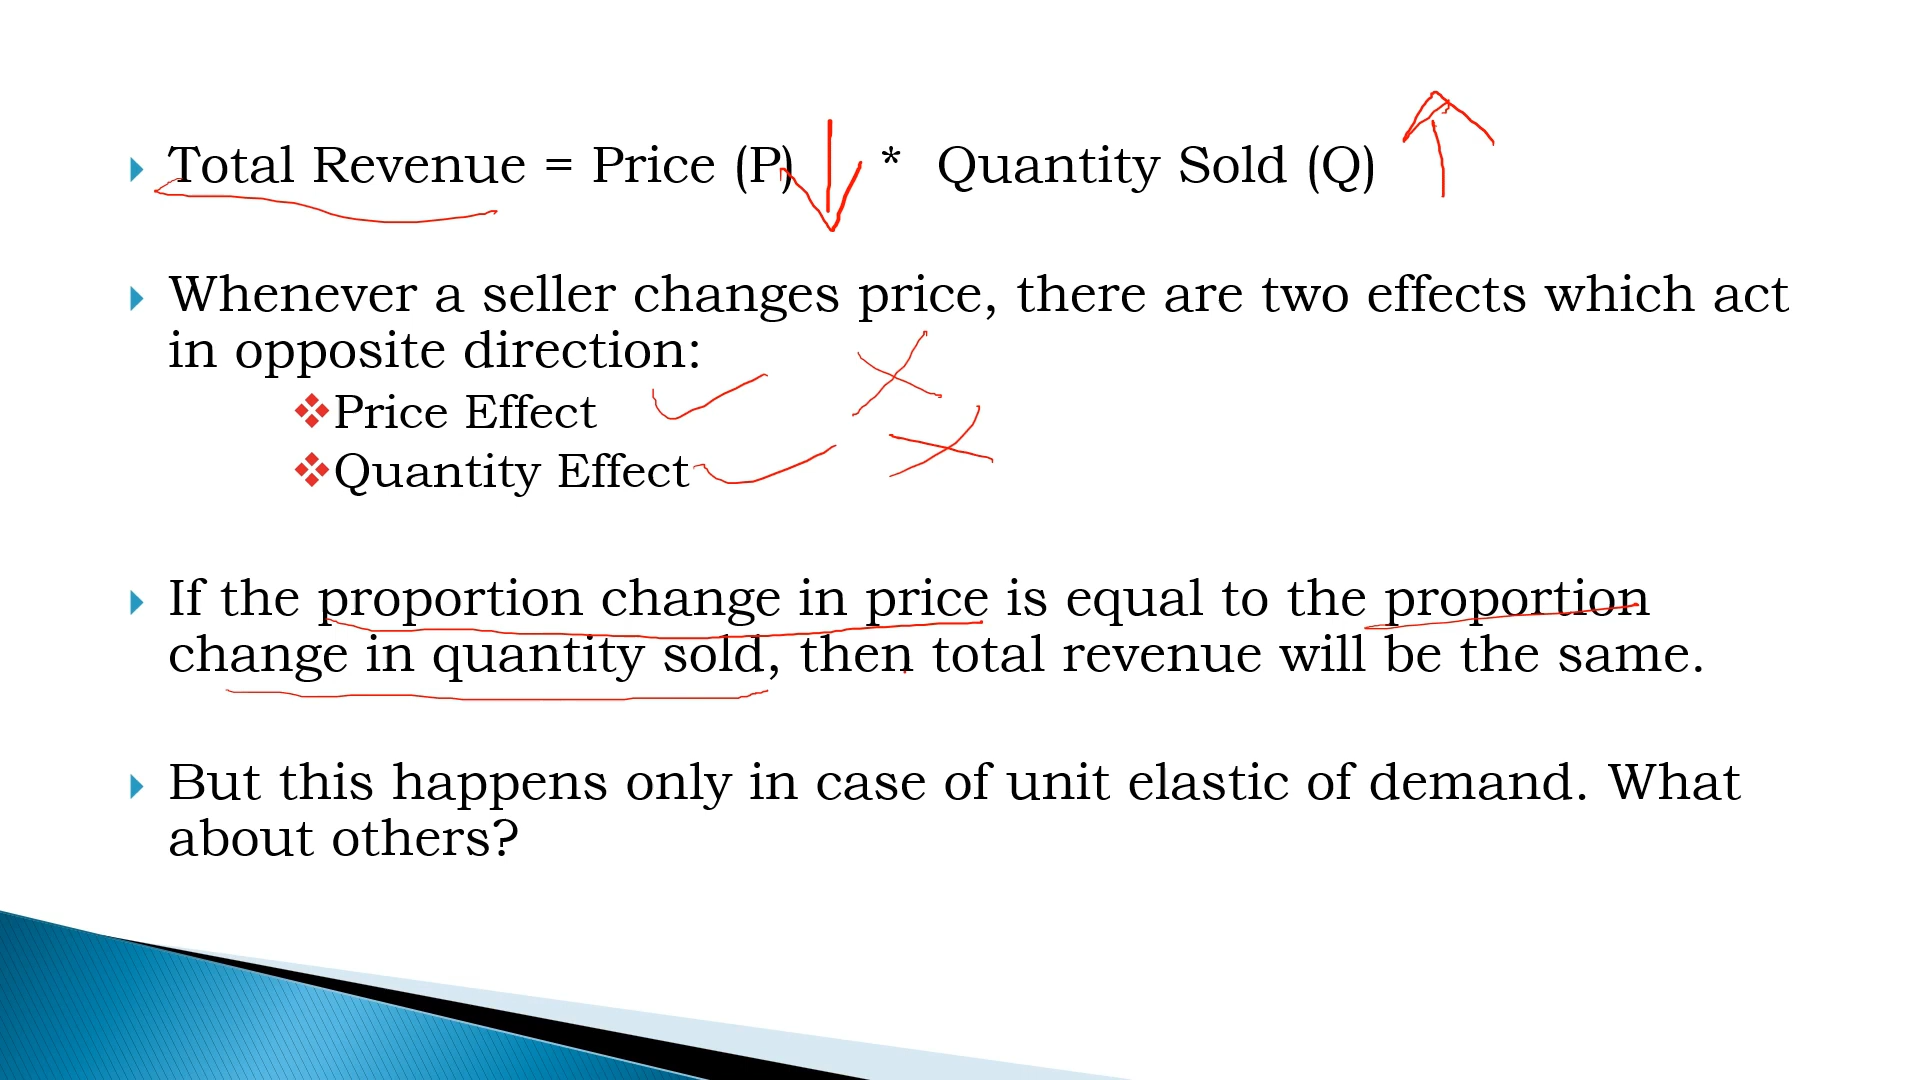 Total Revenue = Price (P) * Quantity Sold (Q)
Whenever a seller changes price, there are two effects which act
in opposite direction:
Price Effect
Quantity Effect
If the proportion change in price is equal to the proportion
change in quantity sold, then total revenue will be the same.
But this happens only in case of unit elastic of demand. What
about others?